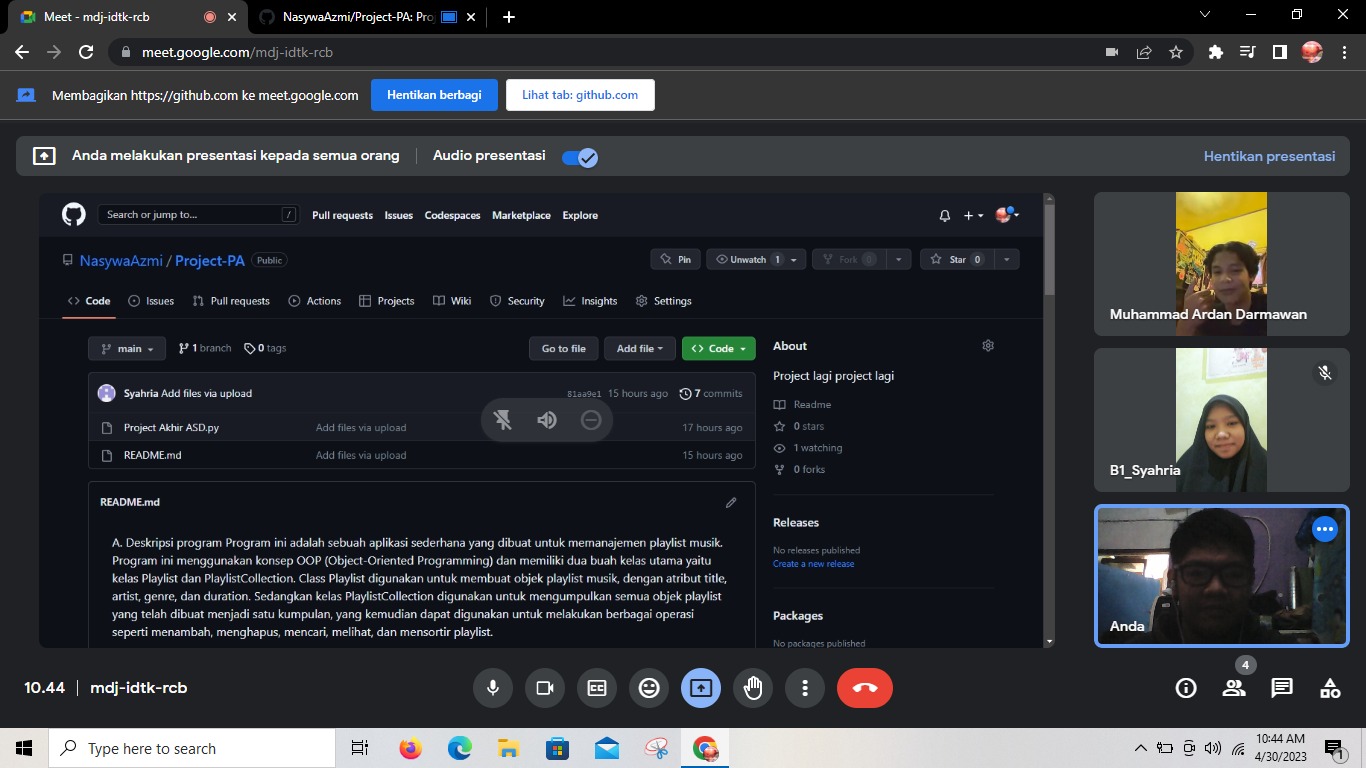 Meet - mdj-idtk-rcb
NasywaAzmi/Project-PA: Pro
meet.google.com/mdj-idtk-rcb
Membagikan https://github.com ke meet.google.com
Hentikan berbagi
Lihat tab: github.com
Anda melakukan presentasi kepada semua orang
Audio presentasi
Hentikan presentasi
Search or jump to...
/
Pull requests
Issues
Codespaces
Marketplace
Explore
NasywaAzmi / Project-PA
Public
Pin
Unwatch 1
Fork 0
Star 0
Code
Issues
Pull requests
Actions
Projects
Wiki
Security
Insights
Settings
main
1 branch
0 tags
Go to file
Add file
Code
Syahria Add files via upload
81aa9e1 15 hours ago
7 commits
Project Akhir ASD.py
Add files via upload
17 hours ago
README.md
Add files via upload
15 hours ago
README.md
A. Deskripsi program Program ini adalah sebuah aplikasi sederhana yang dibuat untuk memanajemen playlist musik.
Program ini menggunakan konsep OOP (Object-Oriented Programming) dan memiliki dua buah kelas utama yaitu
kelas Playlist dan PlaylistCollection. Class Playlist digunakan untuk membuat objek playlist musik, dengan atribut title,
artist, genre, dan duration. Sedangkan kelas PlaylistCollection digunakan untuk mengumpulkan semua objek playlist
yang telah dibuat menjadi satu kumpulan, yang kemudian dapat digunakan untuk melakukan berbagai operasi
seperti menambah, menghapus, mencari, melihat, dan mensortir playlist.
About
Project lagi project lagi
Readme
0 stars
1 watching
0 forks
Releases
No releases published
Create a new release
Packages
No packages published
Muhammad Ardan Darmawan
B1_Syahria
Anda
10.44
mdj-idtk-rcb
4
Type here to search
10:44 AM
4/30/2023
1